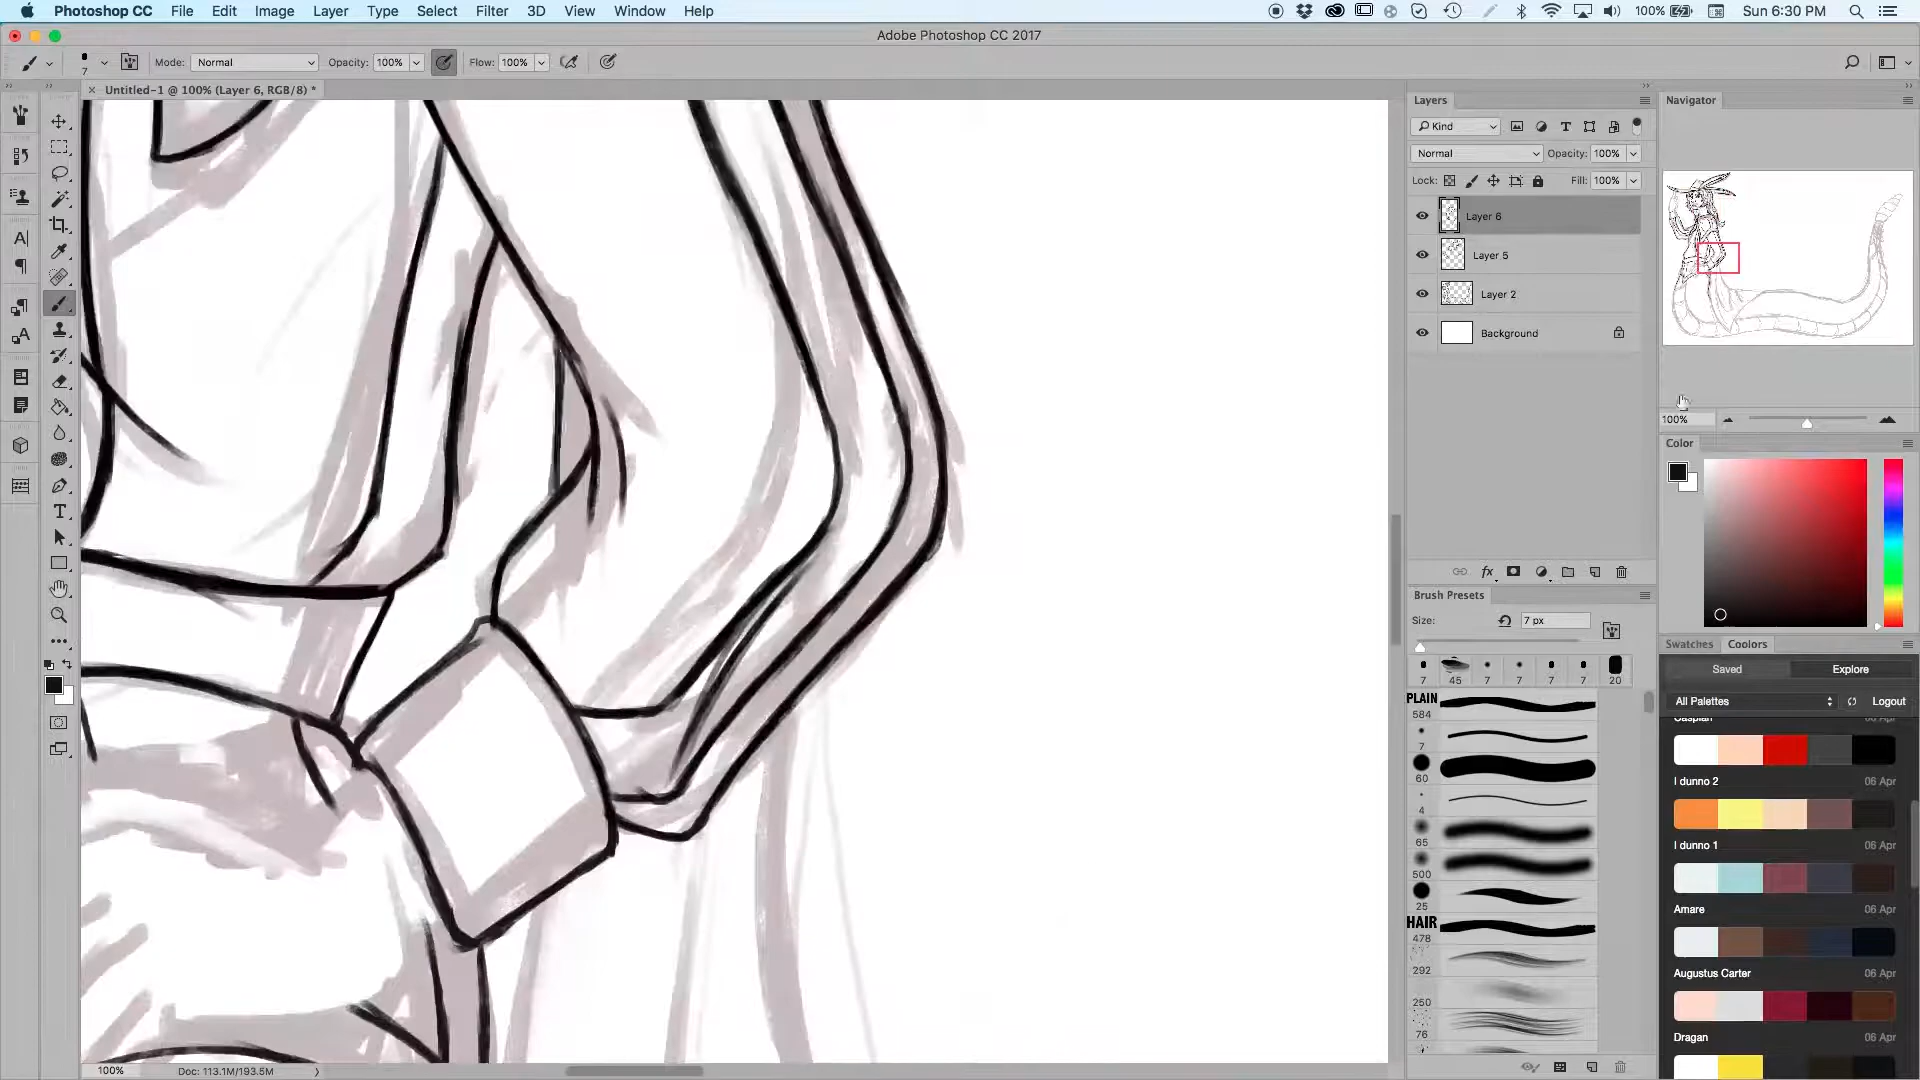 Photoshop CC File Edit Image Layer Type Select Filter 3D View Window Help 100% Sun 6:30 PM
Adobe Photoshop CC 2017
7 Mode: Normal Opacity: 100% Flow: 100%
Untitled-1 @ 100% (Layer 6, RGB/8) *
Layers
Kind
Normal Opacity: 100%
Lock: Fill: 100%
Layer 6
Layer 5
Layer 2
Background
fx
Navigator
100%
Color
Brush Presets
Size: 7 px
7 45 7 7 7 7 20
PLAIN
584
7
60
4
65
500
25
HAIR
478
292
250
76
Swatches Coolors
Saved Explore
All Palettes Logout
Caspian 06 Apr
I dunno 2 06 Apr
I dunno 1 06 Apr
Amare 06 Apr
Augustus Carter 06 Apr
Dragan 06 Apr
100% Doc: 113.1M/193.5M